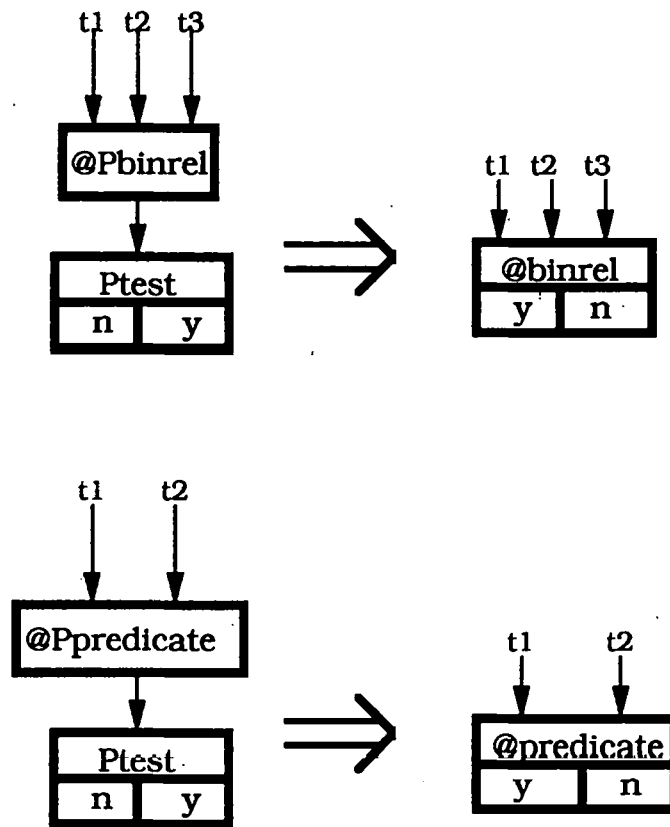 t1 t2 t3
@Pbinrel
Ptest
n y
t1 t2 t3
@binrel
y n
t1 t2
@Ppredicate
Ptest
n y
t1 t2
@predicate
y n